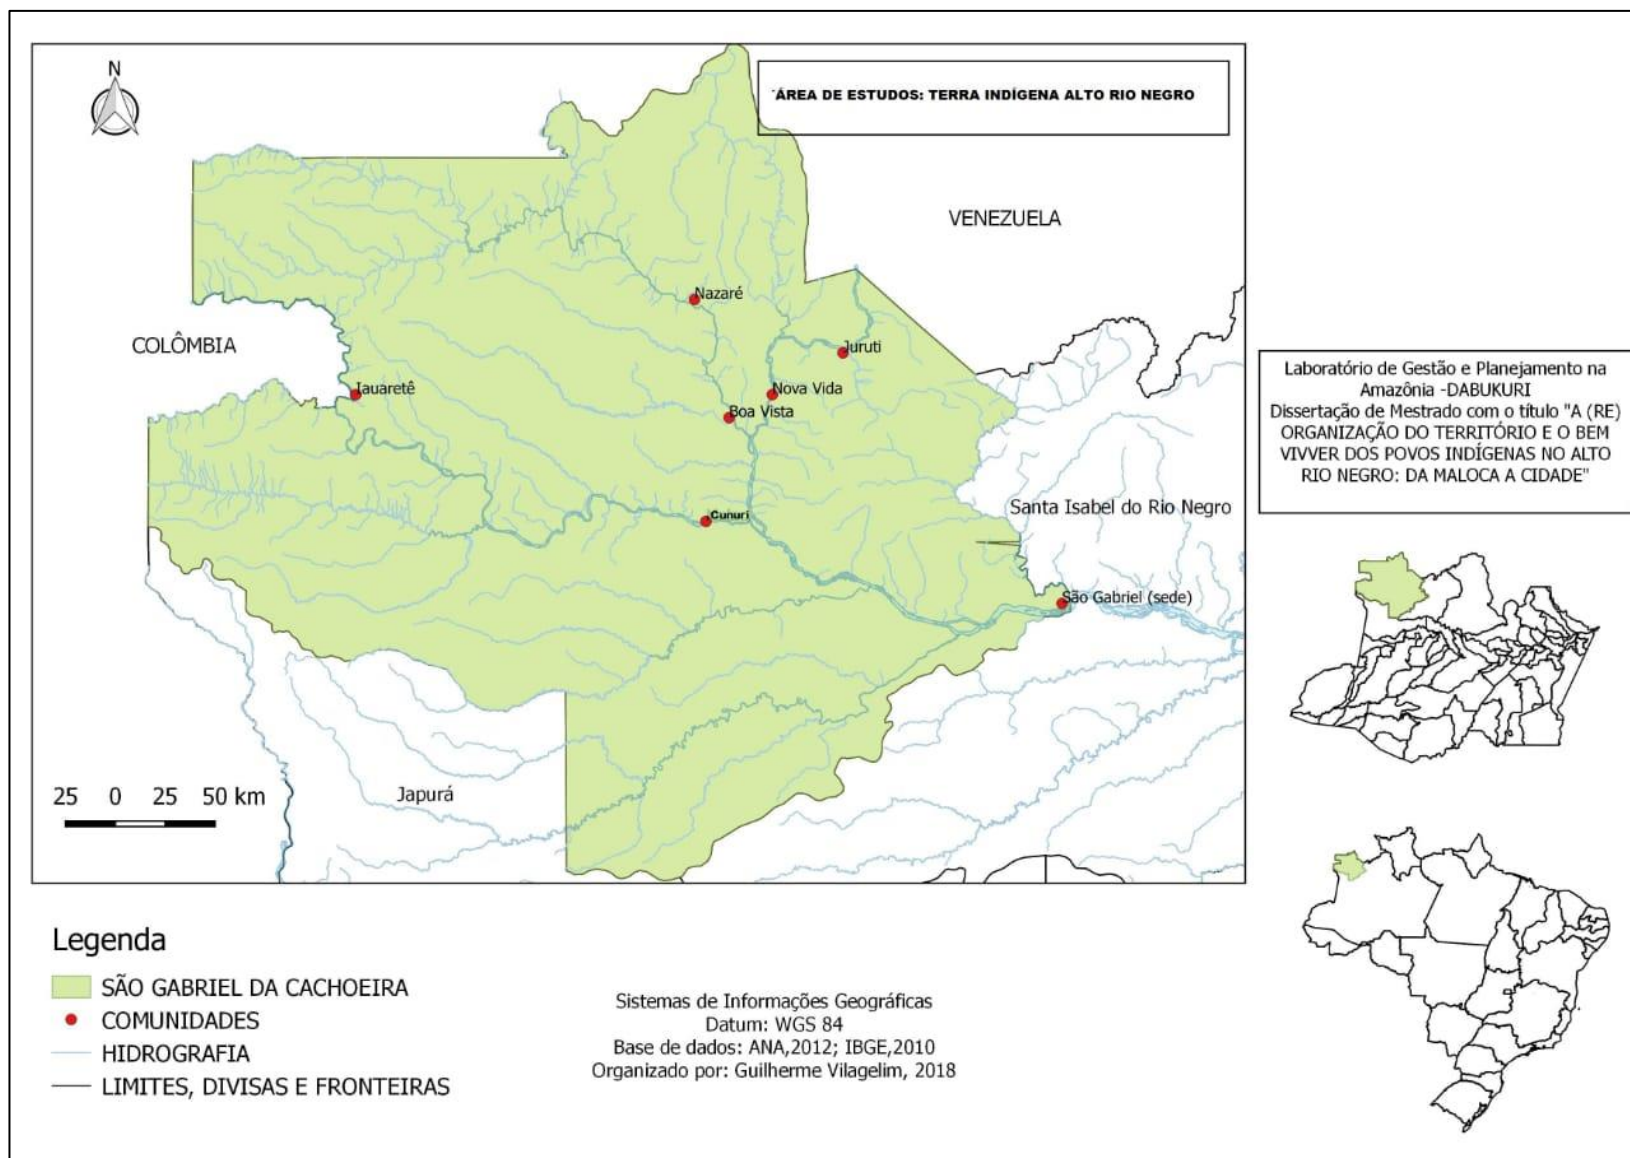 N
ÁREA DE ESTUDOS: TERRA INDÍGENA ALTO RIO NEGRO
VENEZUELA
COLÔMBIA
Nazaré
Juruti
Iauaretê
Nova Vida
Boa Vista
Cunuri
Santa Isabel do Rio Negro
São Gabriel (sede)
Japurá
25 0 25 50 km
Laboratório de Gestão e Planejamento na
Amazônia -DABUKURI
Dissertação de Mestrado com o título "A (RE)
ORGANIZAÇÃO DO TERRITÓRIO E O BEM
VIVVER DOS POVOS INDÍGENAS NO ALTO
RIO NEGRO: DA MALOCA A CIDADE"
Legenda
SÃO GABRIEL DA CACHOEIRA
COMUNIDADES
HIDROGRAFIA
LIMITES, DIVISAS E FRONTEIRAS
Sistemas de Informações Geográficas
Datum: WGS 84
Base de dados: ANA,2012; IBGE,2010
Organizado por: Guilherme Vilagelim, 2018